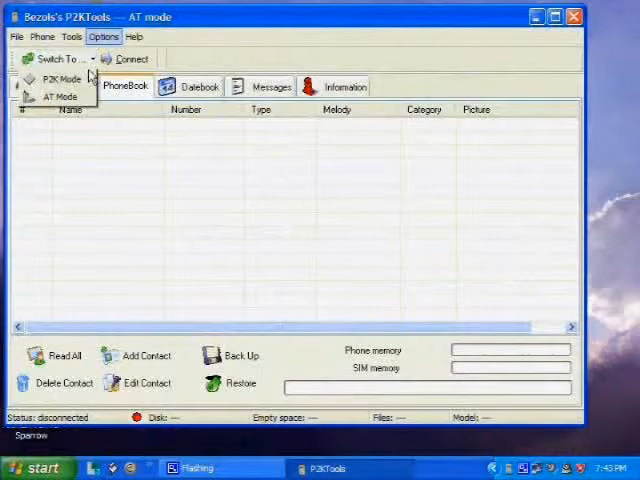 Bezols's P2KTools --- AT mode
File Phone Tools Options Help
Switch To ... Connect
P2K Mode
AT Mode
PhoneBook Datebook Messages Information
# Name Number Type Melody Category Picture
Read All Add Contact Back Up
Delete Contact Edit Contact Restore
Phone memory
SIM memory
Status: disconnected Disk: --- Empty space: --- Files: --- Model: ---
Sparrow
start Flashing P2KTools 7:43 PM